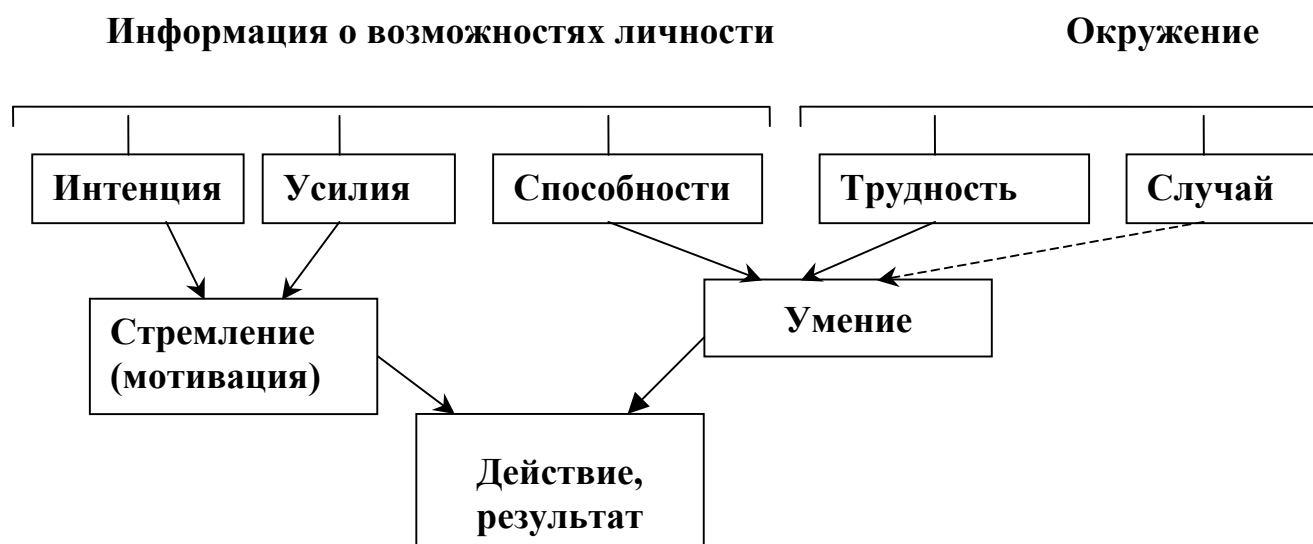 Информация о возможностях личности
Окружение
Интенция
Усилия
Способности
Трудность
Случай
Стремление
(мотивация)
Умение
Действие,
результат